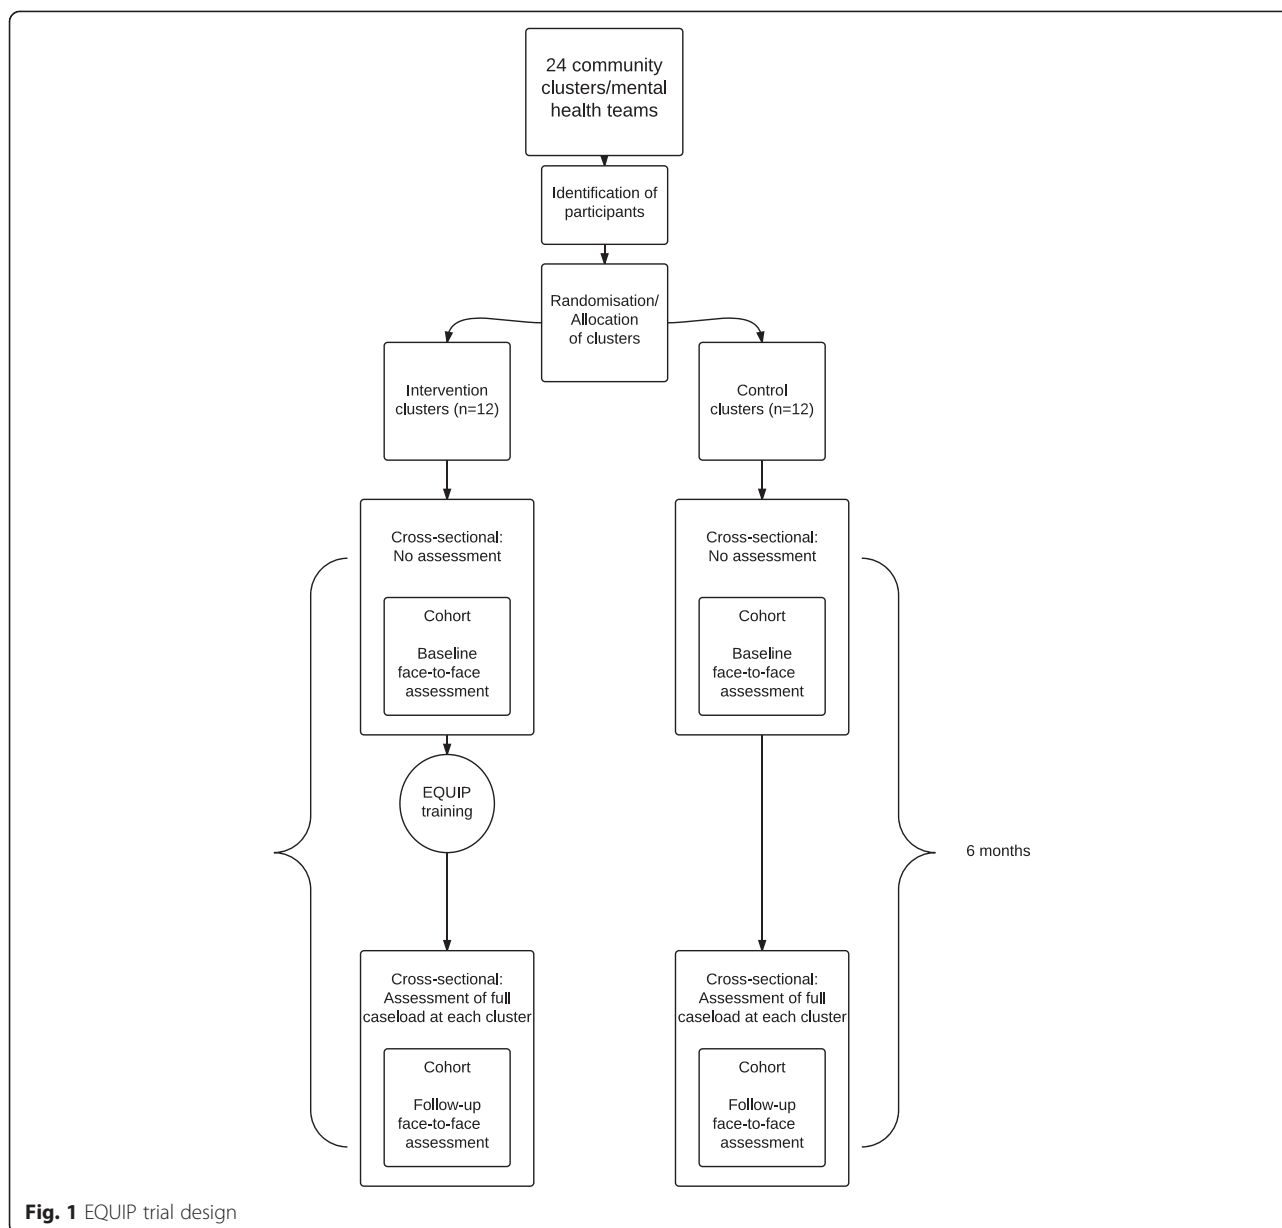 24 community
clusters/mental
health teams
Identification of
participants
Randomisation/
Allocation
of clusters
Intervention
clusters (n=12)
Control
clusters (n=12)
Cross-sectional:
No assessment
Cohort
Baseline
face-to-face
assessment
Cross-sectional:
No assessment
Cohort
Baseline
face-to-face
assessment
EQUIP
training
6 months
Cross-sectional:
Assessment of full
caseload at each cluster
Cohort
Follow-up
face-to-face
assessment
Cross-sectional:
Assessment of full
caseload at each cluster
Cohort
Follow-up
face-to-face
assessment
Fig. 1 EQUIP trial design